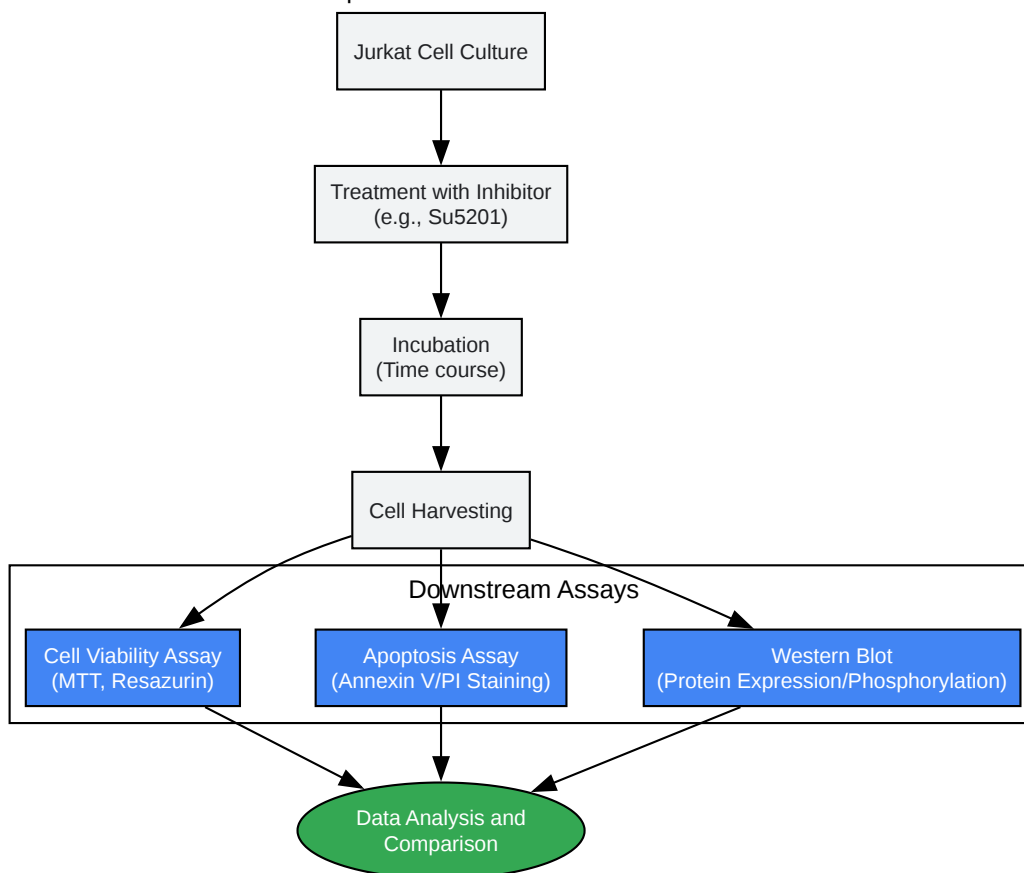 Jurkat Cell Culture
Treatment with Inhibitor
(e.g., Su5201)
Incubation
(Time course)
Cell Harvesting
Downstream Assays
Cell Viability Assay
(MTT, Resazurin)
Apoptosis Assay
(Annexin V/PI Staining)
Western Blot
(Protein Expression/Phosphorylation)
Data Analysis and
Comparison